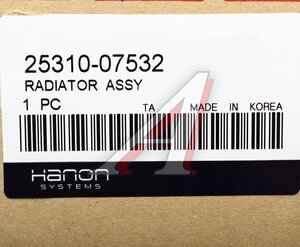 25310-07532
RADIATOR ASSY
1 PC TA MADE IN KOREA
Hanon
SYSTEMS